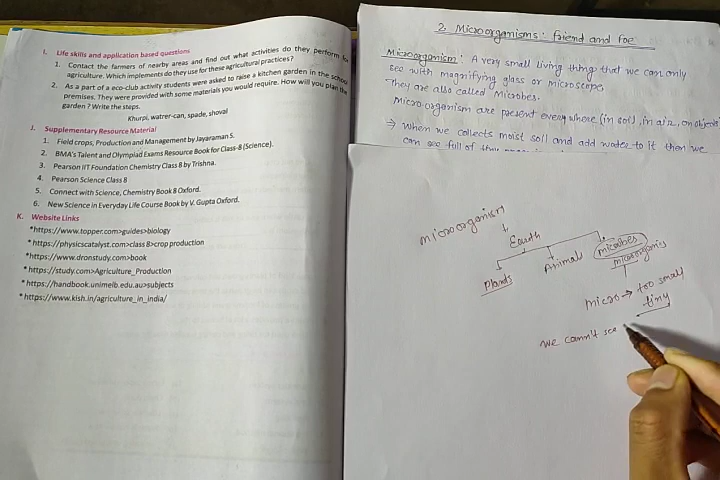 I. Life skills and application based questions
1. Contact the farmers of nearby areas and find out what activities do they perform for
agriculture. Which implements do they use for these agricultural practices?
2. As a part of a eco-club activity students were asked to raise a kitchen garden in the school
premises. They were provided with some materials you would require. How will you plan the
garden ? Write the steps.
Khurpi, watrer-can, spade, shoval
J. Supplementary Resource Material
1. Field crops; Production and Management by Jayaraman S.
2. BMA's Talent and Olympiad Exams Resource Book for Class-8 (Science).
3. Pearson IIT Foundation Chemistry Class 8 by Trishna.
4. Pearson Science Class 8
5. Connect with Science, Chemistry Book 8 Oxford.
6. New Science in Everyday Life Course Book by V. Gupta Oxford.
K. Website Links
*https://www.topper.com>guides>biology
*https://physicscatalyst.com>class 8>crop production
*https://www.dronstudy.com>book
*https://study.com>Agriculture_Production
*https://handbook.unimelb.edu.au>subjects
*https://www.kish.in/agriculture_in_india/
2. Microorganisms: friend and foe
Microorganism : A very small living thing that we can only
see with magnifying glass or microscope.
They are also called Microbes.
Micro-organism are present everywhere (in soil, in air, on objects
⇒ when we collects moist soil and add water to it then we
can see full of
microorganism
Earth
Plants
Animal
microbes
microorganis
micro → too small
tiny
we cann't see